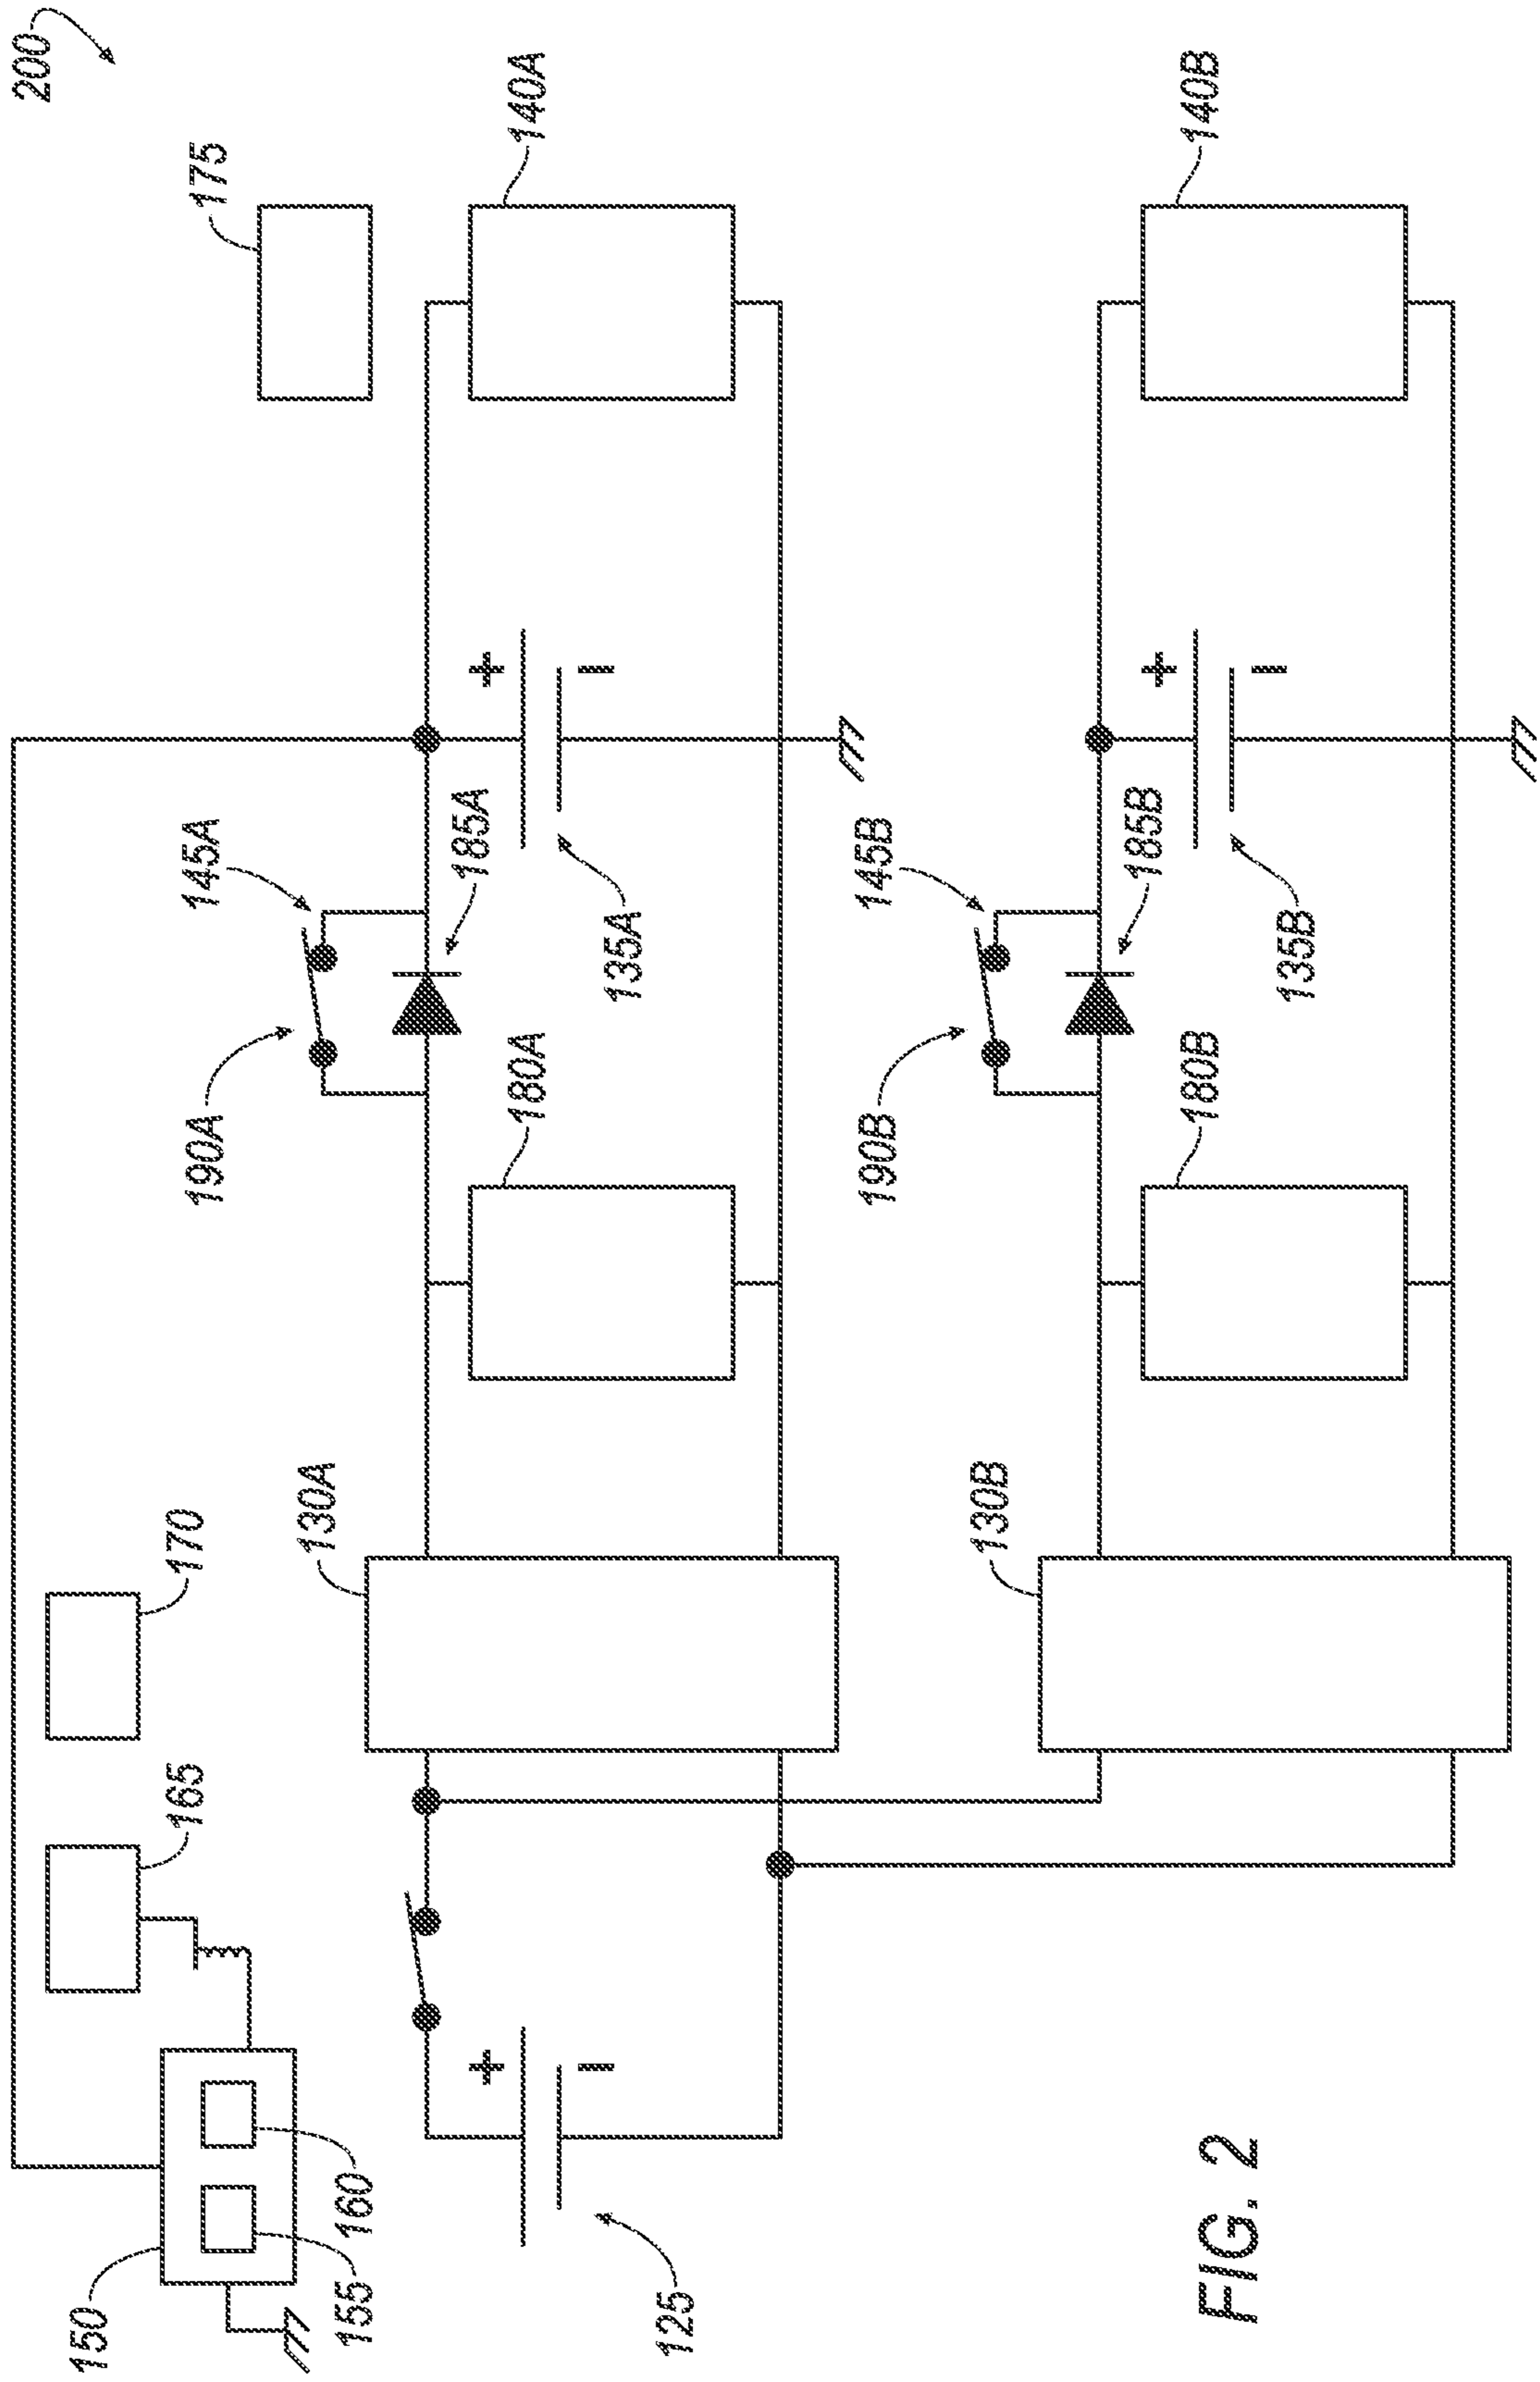 200
175
140A
140B
+
−
145A
185A
135A
190A
180A
+
−
145B
185B
135B
190B
180B
170
130A
130B
165
+
−
160
155
150
125
FIG. 2